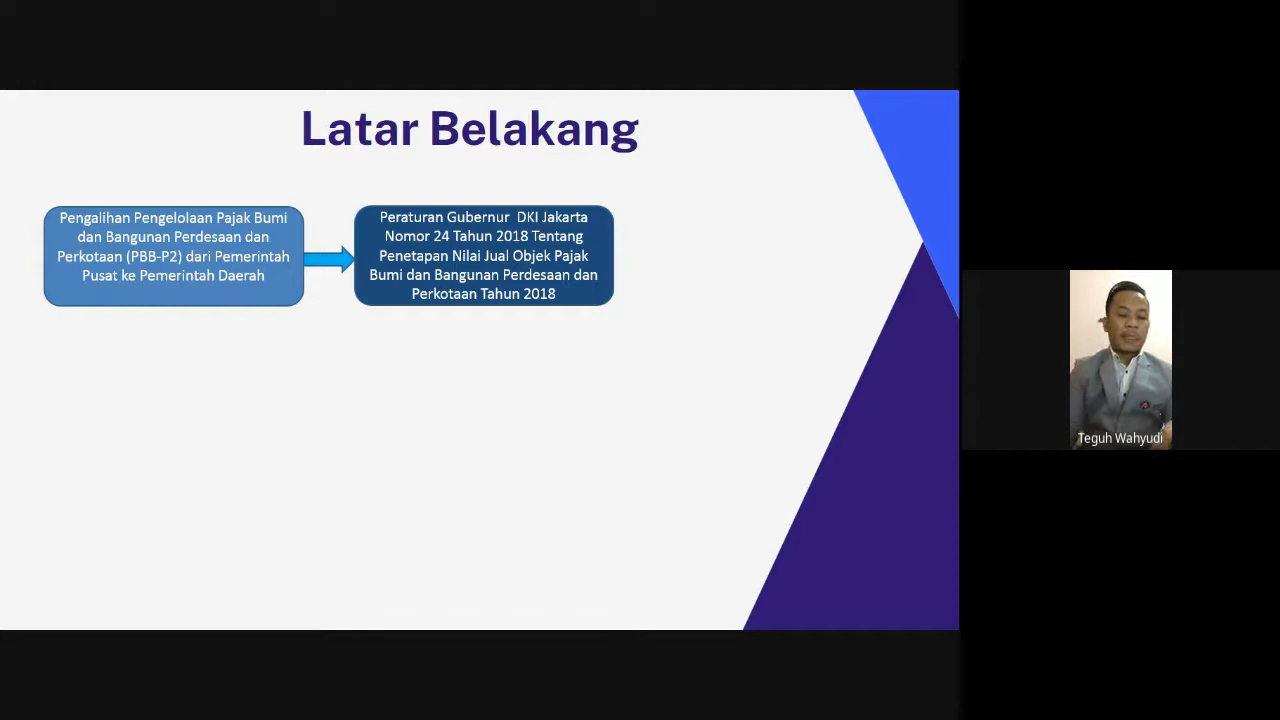 Latar Belakang
Pengalihan Pengelolaan Pajak Bumi
dan Bangunan Perdesaan dan
Perkotaan (PBB-P2) dari Pemerintah
Pusat ke Pemerintah Daerah
Peraturan Gubernur DKI Jakarta
Nomor 24 Tahun 2018 Tentang
Penetapan Nilai Jual Objek Pajak
Bumi dan Bangunan Perdesaan dan
Perkotaan Tahun 2018
Teguh Wahyudi